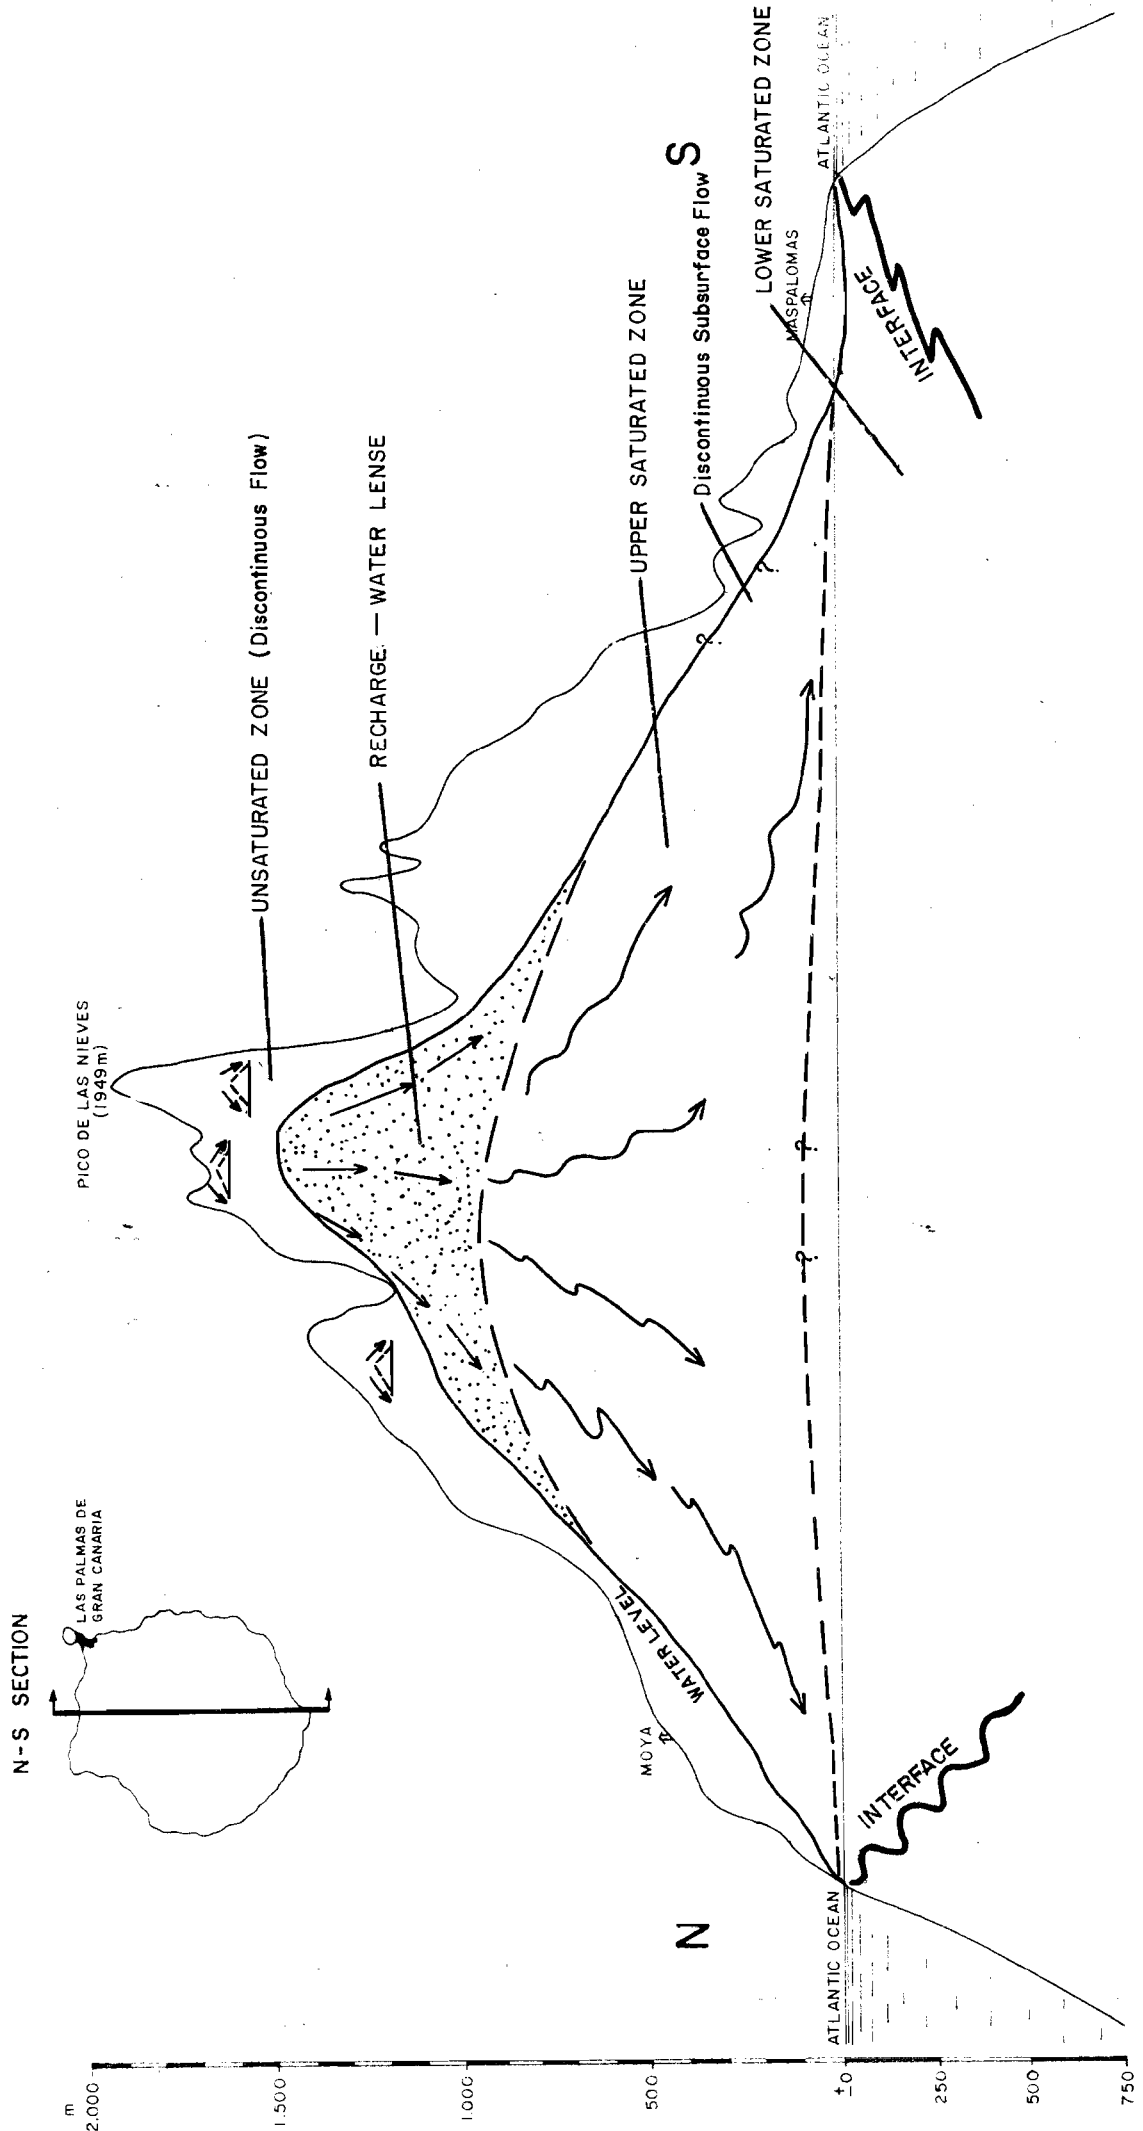 N-S SECTION
LAS PALMAS DE
GRAN CANARIA
PICO DE LAS NIEVES
(1949m)
UNSATURATED ZONE (Discontinuous Flow)
RECHARGE — WATER LENSE
UPPER SATURATED ZONE
Discontinuous Subsurface Flow
S
LOWER SATURATED ZONE
MASPALOMAS
ATLANTIC OCEAN
INTERFACE
?
?
?
?
WATER LEVEL
MOYA
N
ATLANTIC OCEAN
INTERFACE
m
2.000
1.500
1.000
500
±0
250
750